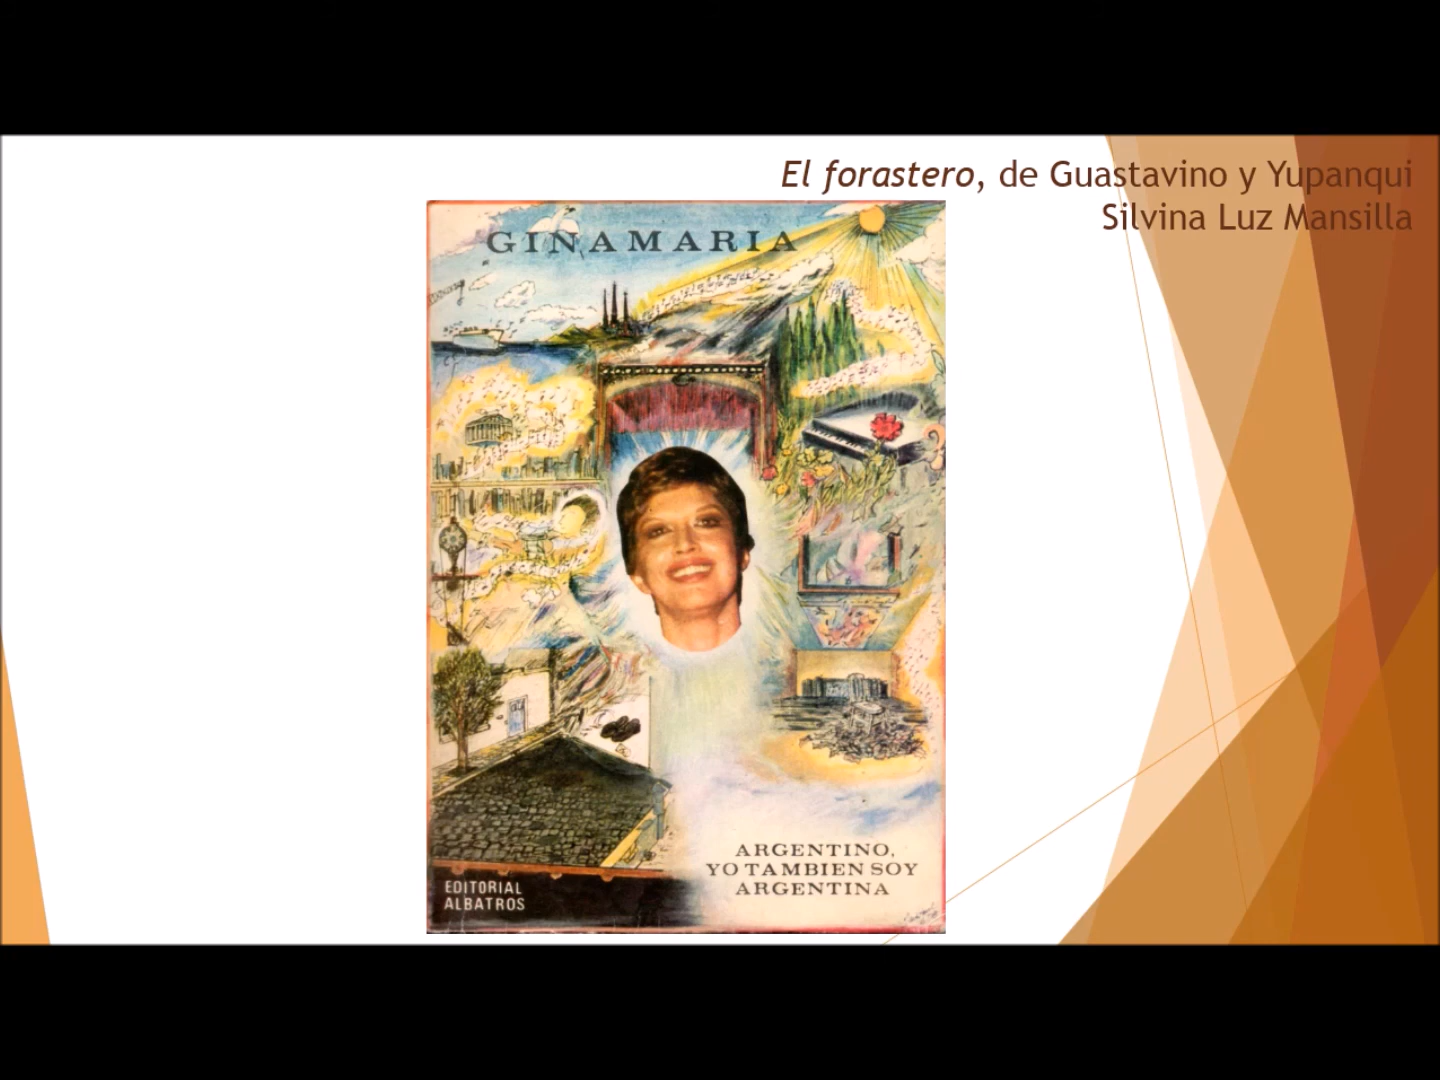 El forastero, de Guastavino y Yupanqui
Silvina Luz Mansilla
GINAMARIA
ARGENTINO,
YO TAMBIEN SOY
ARGENTINA
EDITORIAL
ALBATROS